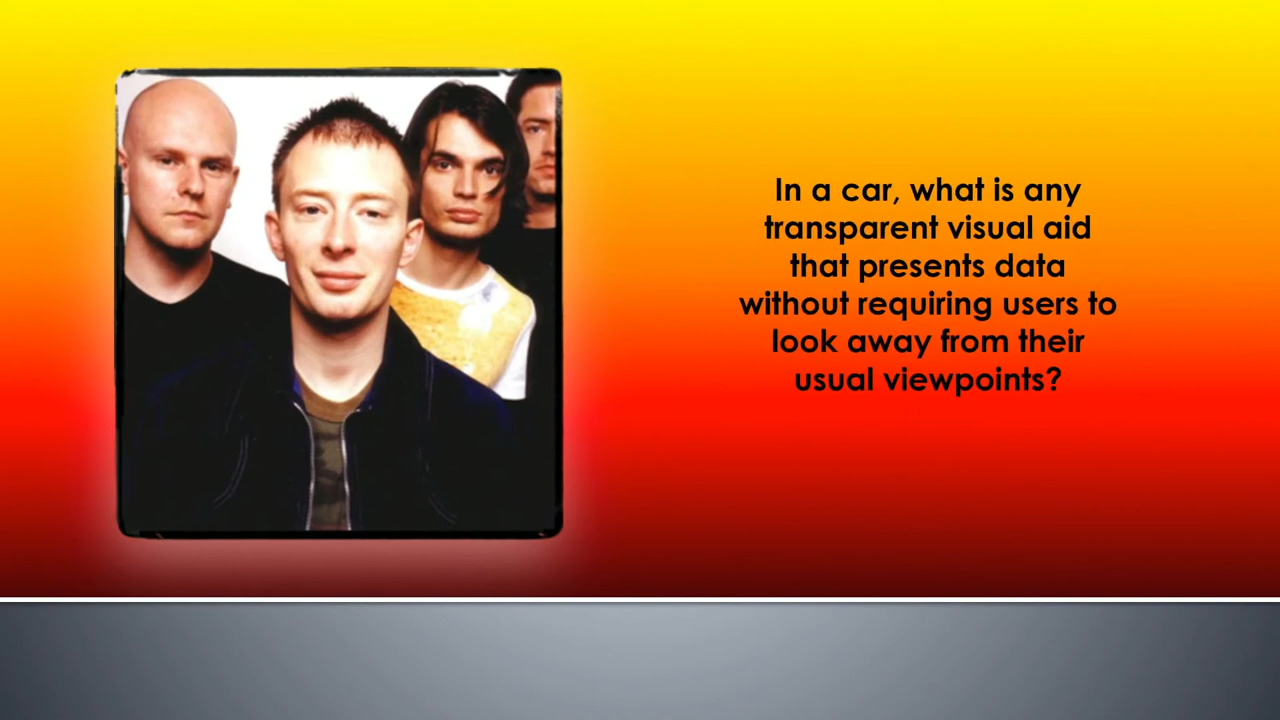 In a car, what is any
transparent visual aid
that presents data
without requiring users to
look away from their
usual viewpoints?